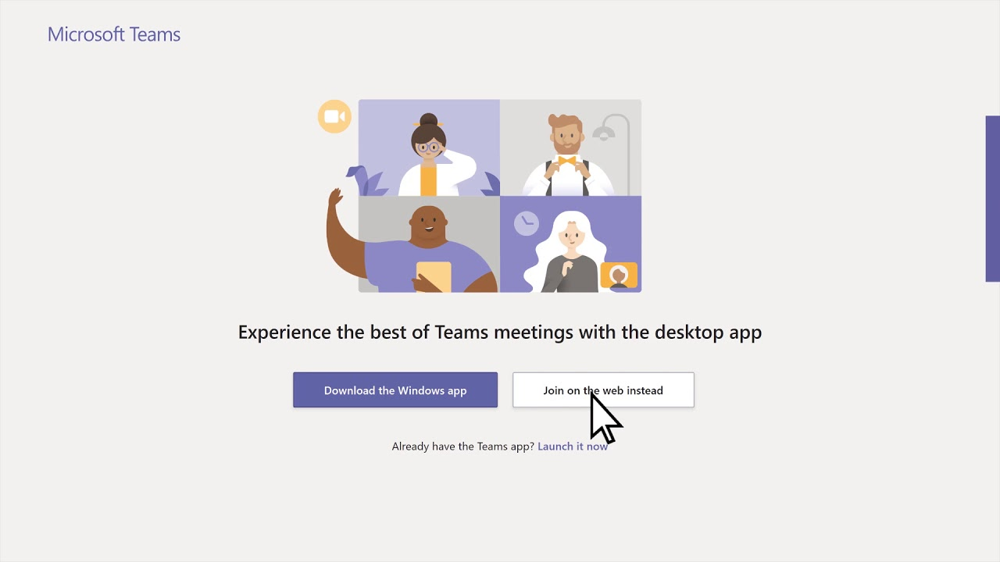 Microsoft Teams
Experience the best of Teams meetings with the desktop app
Download the Windows app
Join on the web instead
Already have the Teams app? Launch it now